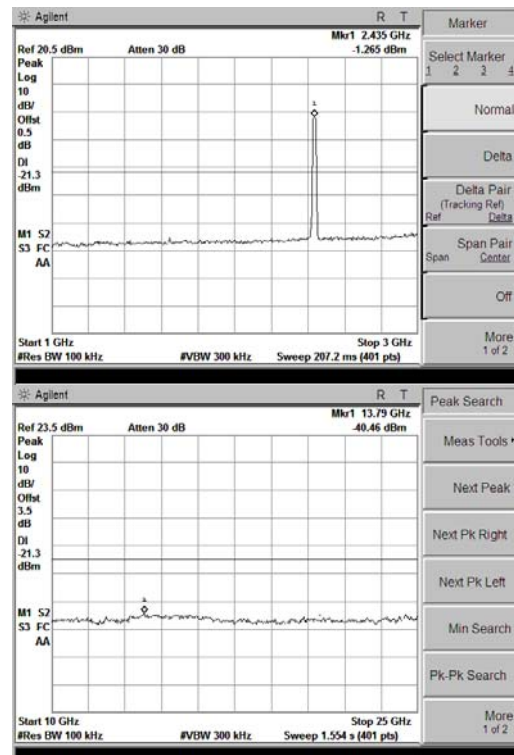 Agilent R T
Mkr1 2.435 GHz
Ref 20.5 dBm Atten 30 dB -1.265 dBm
Peak
Log
10
dB/
Offst
0.5
dB
DI
-21.3
dBm
1
M1 S2
S3 FC
AA
Start 1 GHz Stop 3 GHz
#Res BW 100 kHz #VBW 300 kHz Sweep 207.2 ms (401 pts)
Marker
Select Marker
1 2 3 4
Normal
Delta
Delta Pair
(Tracking Ref)
Ref Delta
Span Pair
Span Center
Off
More
1 of 2
Agilent R T
Mkr1 13.79 GHz
Ref 23.5 dBm Atten 30 dB -40.46 dBm
Peak
Log
10
dB/
Offst
3.5
dB
DI
-21.3
dBm
1
M1 S2
S3 FC
AA
Start 10 GHz Stop 25 GHz
#Res BW 100 kHz #VBW 300 kHz Sweep 1.554 s (401 pts)
Peak Search
Meas Tools
Next Peak
Next Pk Right
Next Pk Left
Min Search
Pk-Pk Search
More
1 of 2